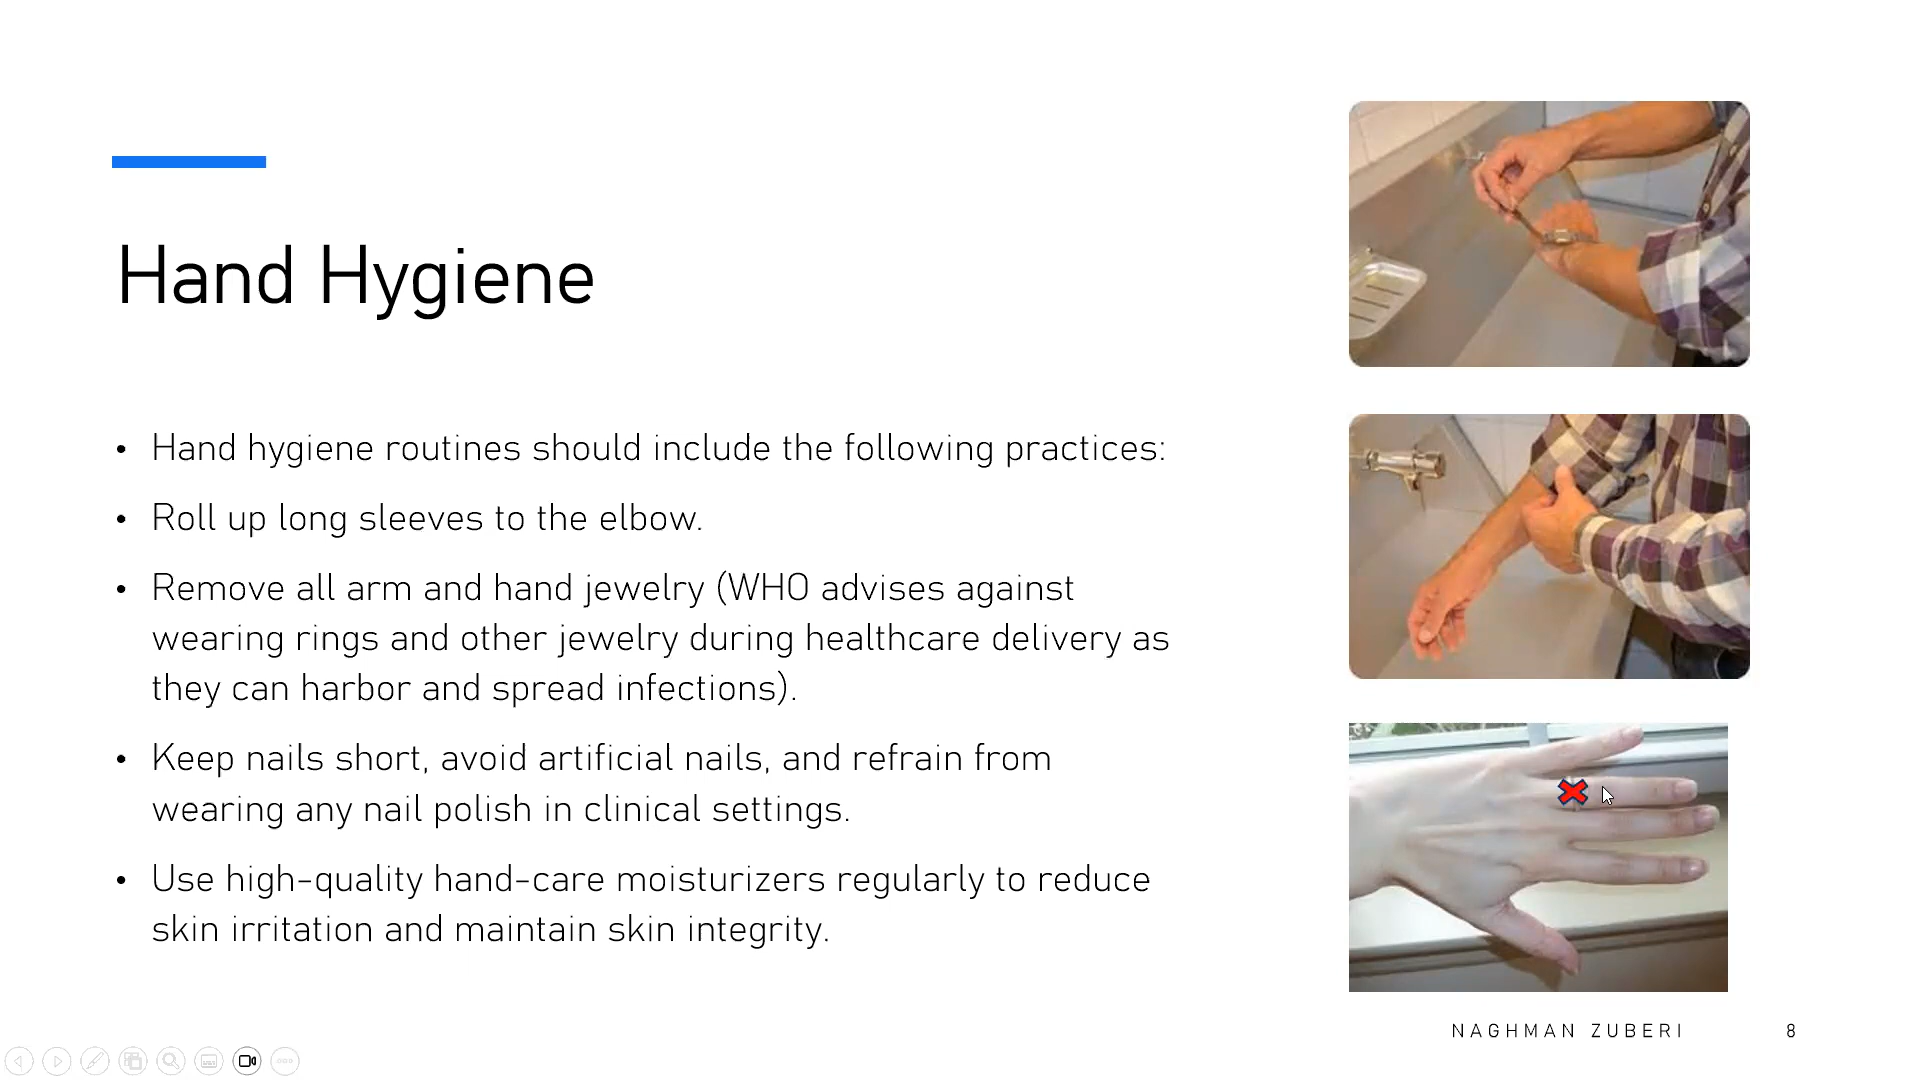 Hand Hygiene
• Hand hygiene routines should include the following practices:
• Roll up long sleeves to the elbow.
• Remove all arm and hand jewelry (WHO advises against
wearing rings and other jewelry during healthcare delivery as
they can harbor and spread infections).
• Keep nails short, avoid artificial nails, and refrain from
wearing any nail polish in clinical settings.
• Use high-quality hand-care moisturizers regularly to reduce
skin irritation and maintain skin integrity.
NAGHMAN ZUBERI 8